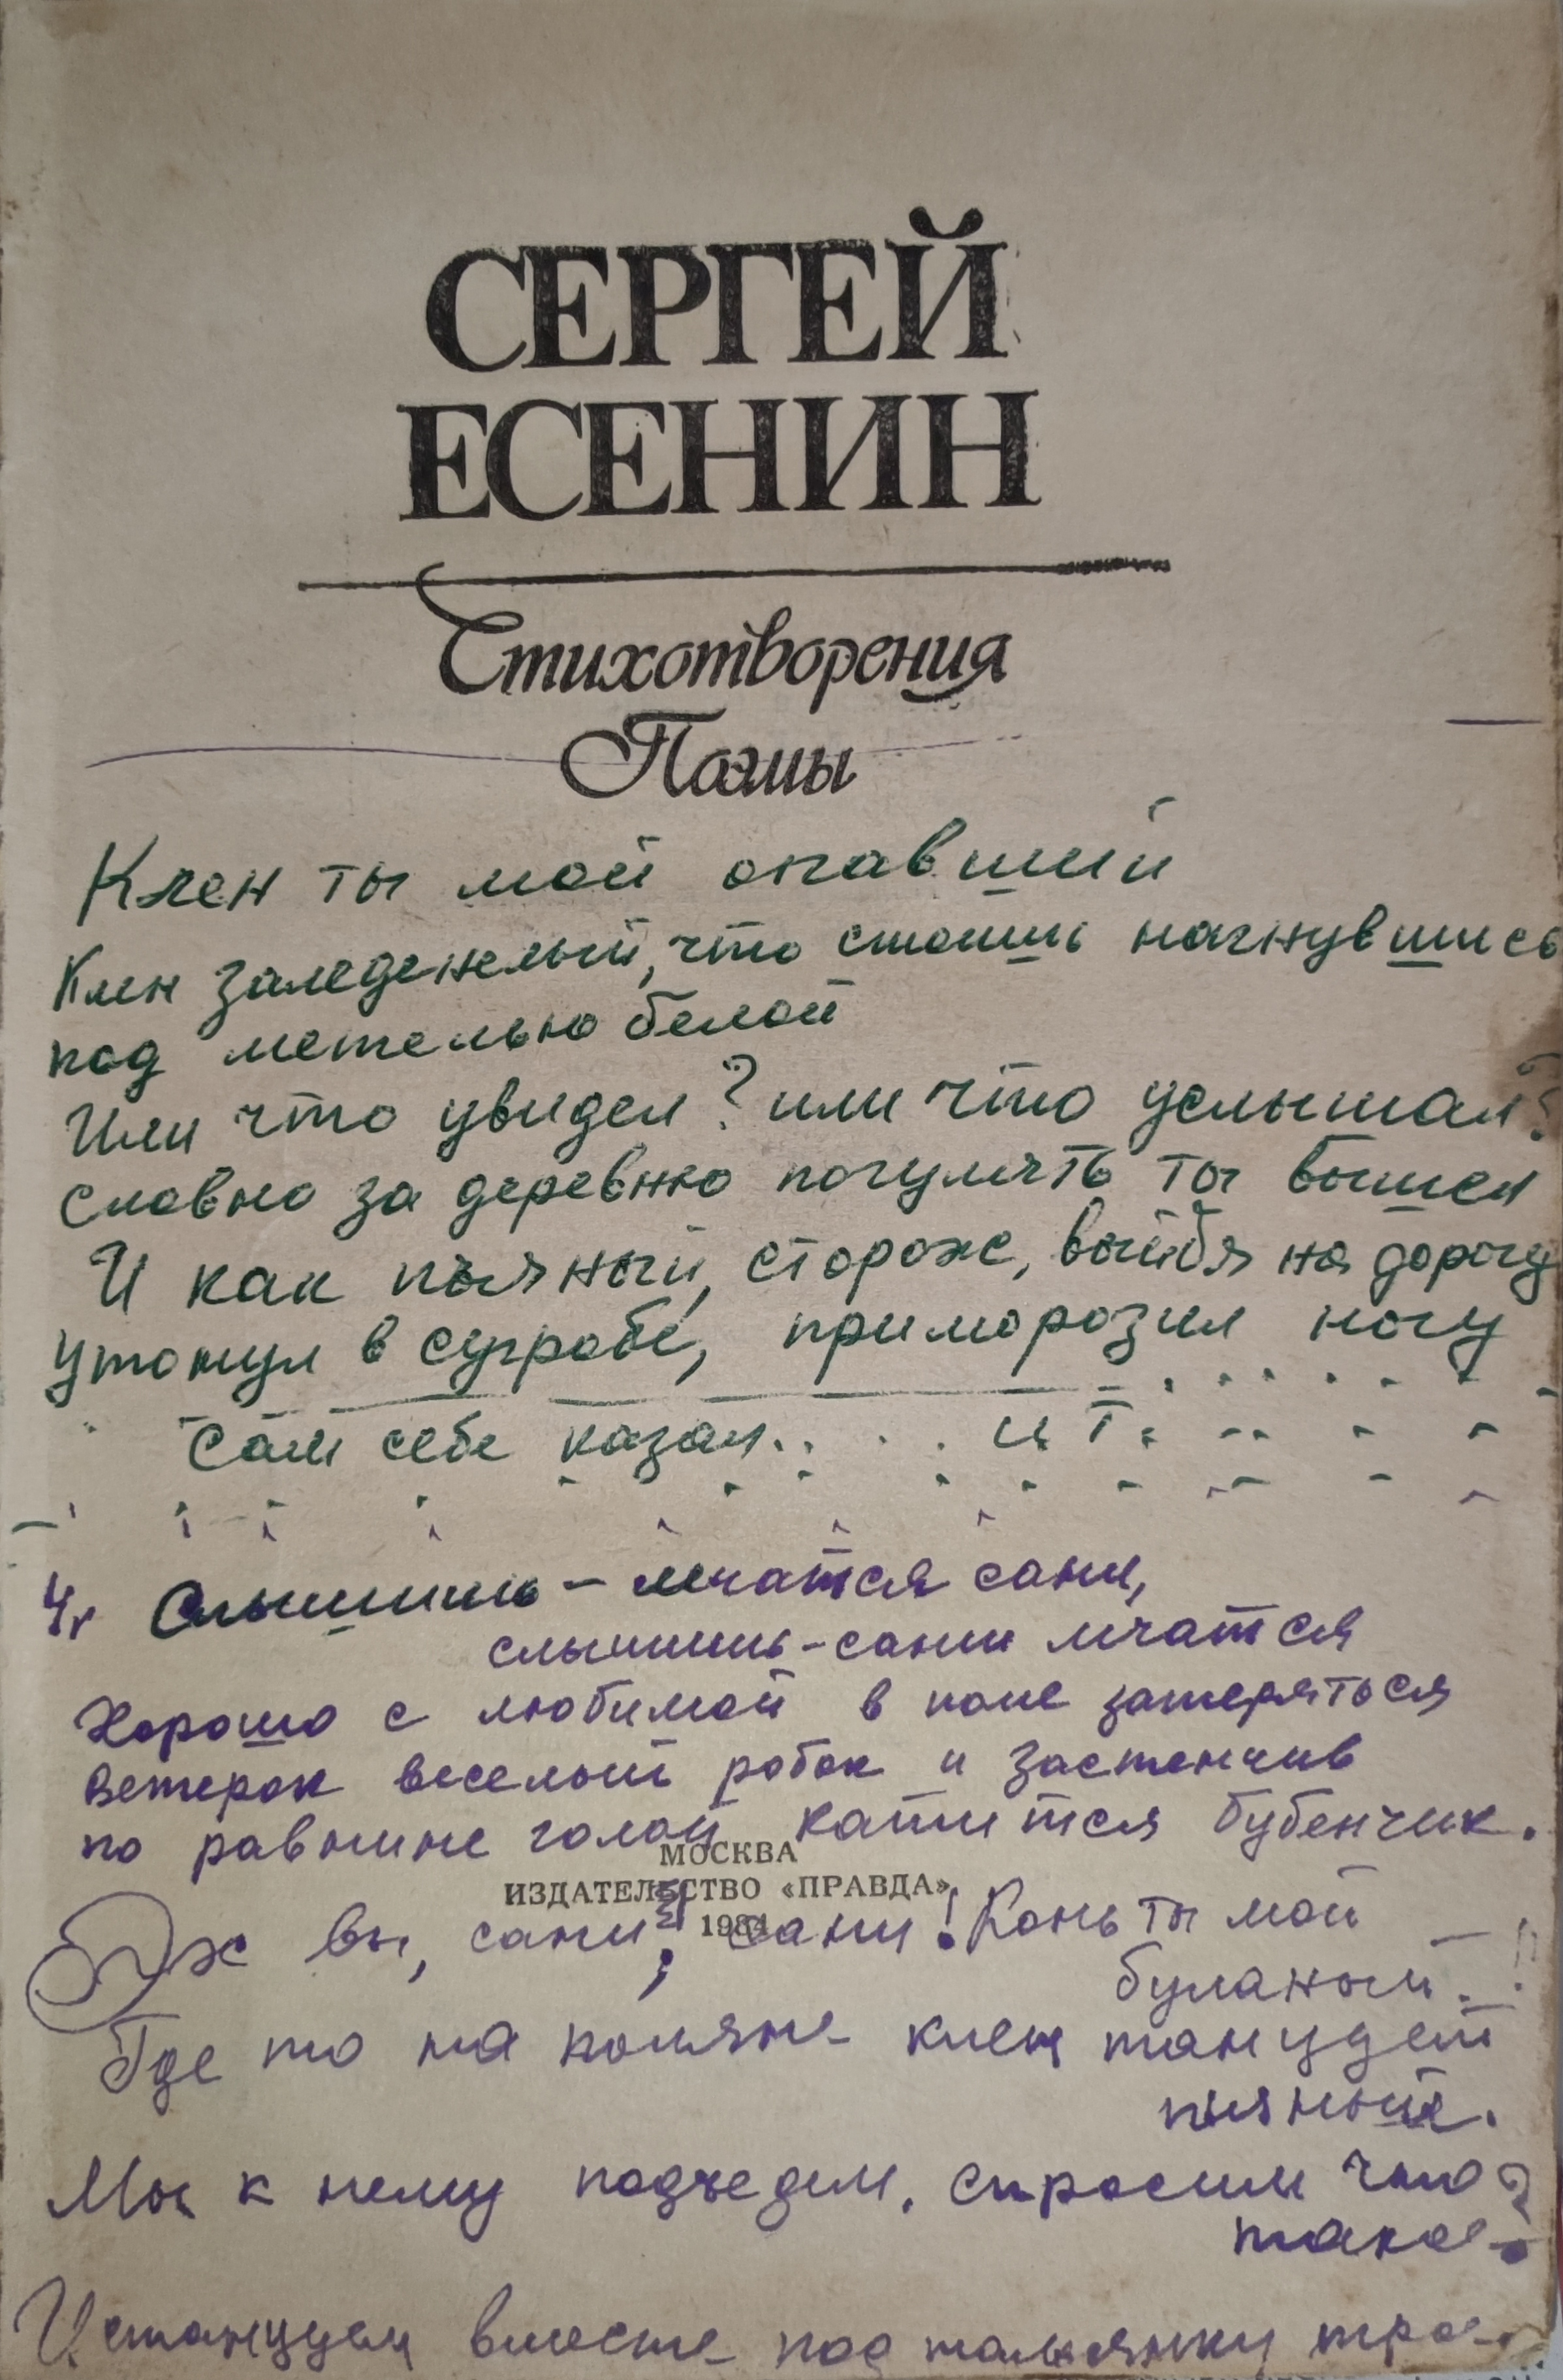 СЕРГЕЙ
ЕСЕНИН
Стихотворения
Поэмы
Клен ты мой опавший
Клен заледенелый, что стоишь нагнувшись
под метелью белой
Или что увидел? или что услышал?
Словно за деревню погулять ты вышел
И как пьяный, сторож, выйдя на дорогу
утонул в сугробе, приморозил ногу
Сам себе казал..... и т.
Слышишь – мчатся сани,
слышишь-сани мчатся
Хорошо с любимой в поле затеряться
Ветерок веселый робок и застенчив
по равнине голой катится бубенчик.
МОСКВА
ИЗДАТЕЛЬСТВО «ПРАВДА»
1984
Эх вы, сани, сани! Конь ты мой
буланый.!
Где то на поляне клен танцует
пьяный.
Мы к нему подъедем, спросим что
такое?
И станцуем вместе под тальянку трое.